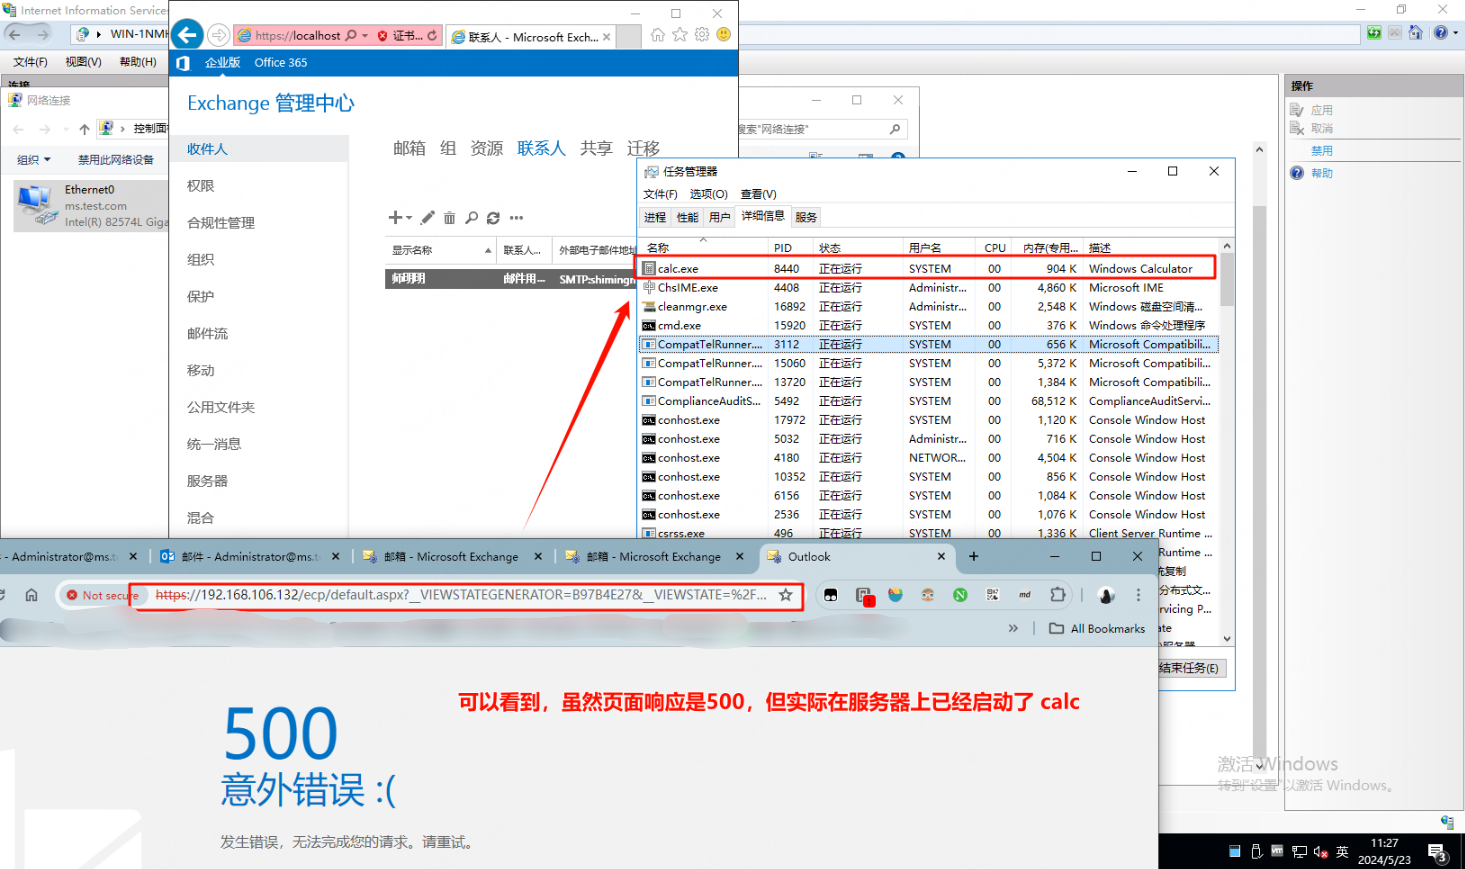 Internet Information Services
WIN-1NMH
文件(F) 视图(V) 帮助(H)
连接
https://localhost
证书...
联系人 - Microsoft Exch...
企业版 Office 365
Exchange 管理中心
收件人
权限
合规性管理
组织
保护
邮件流
移动
公用文件夹
统一消息
服务器
混合
邮箱 组 资源 联系人 共享 迁移
显示名称 联系人... 外部电子邮件地址
师明明 邮件用... SMTP:shimingm
网络连接
控制面
组织 禁用此网络设备
Ethernet0
ms.test.com
Intel(R) 82574L Giga
搜索"网络连接"
任务管理器
文件(F) 选项(O) 查看(V)
进程 性能 用户 详细信息 服务
名称 PID 状态 用户名 CPU 内存(专用... 描述
calc.exe 8440 正在运行 SYSTEM 00 904 K Windows Calculator
ChsIME.exe 4408 正在运行 Administr... 00 4,860 K Microsoft IME
cleanmgr.exe 16892 正在运行 Administr... 00 2,548 K Windows 磁盘空间清...
cmd.exe 15920 正在运行 SYSTEM 00 376 K Windows 命令处理程序
CompatTelRunner.... 3112 正在运行 SYSTEM 00 656 K Microsoft Compatibili...
CompatTelRunner.... 15060 正在运行 SYSTEM 00 5,372 K Microsoft Compatibili...
CompatTelRunner.... 13720 正在运行 SYSTEM 00 1,384 K Microsoft Compatibili...
ComplianceAuditS... 5492 正在运行 SYSTEM 00 68,512 K ComplianceAuditServi...
conhost.exe 17972 正在运行 SYSTEM 00 1,120 K Console Window Host
conhost.exe 5032 正在运行 Administr... 00 716 K Console Window Host
conhost.exe 4180 正在运行 NETWOR... 00 4,504 K Console Window Host
conhost.exe 10352 正在运行 SYSTEM 00 856 K Console Window Host
conhost.exe 6156 正在运行 SYSTEM 00 1,084 K Console Window Host
conhost.exe 2536 正在运行 SYSTEM 00 1,076 K Console Window Host
csrss.exe 496 正在运行 SYSTEM 00 1,336 K Client Server Runtime ...
Runtime ...
统复制
分布式文...
rvicing P...
ate
结束任务(E)
操作
应用
取消
禁用
帮助
- Administrator@ms.t
邮件 - Administrator@ms.t
邮箱 - Microsoft Exchange
邮箱 - Microsoft Exchange
Outlook
Not secure
https://192.168.106.132/ecp/default.aspx?__VIEWSTATEGENERATOR=B97B4E27&__VIEWSTATE=%2F...
md
All Bookmarks
可以看到，虽然页面响应是500，但实际在服务器上已经启动了 calc
500
意外错误 :(
发生错误，无法完成您的请求。请重试。
激活 Windows
转到"设置"以激活 Windows。
英
11:27
2024/5/23
3